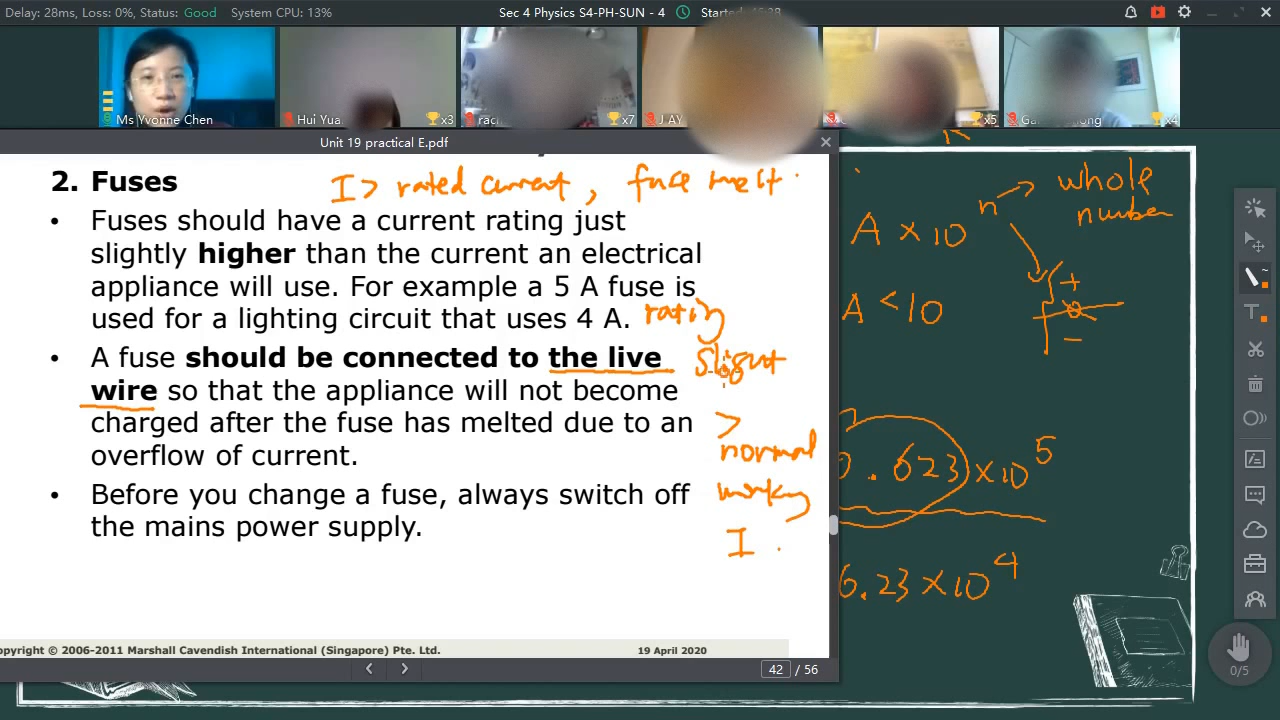 Delay: 28ms, Loss: 0%, Status: Good System CPU: 13%
Sec 4 Physics S4-PH-SUN - 4
Started:
Ms Yvonne Chen
Hui Yua
x3
x7
J AY
x5
x4
Unit 19 practical E.pdf
2. Fuses
I > rated current, fuse melt.
• Fuses should have a current rating just
slightly higher than the current an electrical
appliance will use. For example a 5 A fuse is
used for a lighting circuit that uses 4 A.
• A fuse should be connected to the live
wire so that the appliance will not become
charged after the fuse has melted due to an
overflow of current.
• Before you change a fuse, always switch off
the mains power supply.
rating
>
normal
working
I.
A × 10 n → whole
number
+
0
−
A < 10
0.623 × 10 5
6.23 × 10 4
opyright © 2006-2011 Marshall Cavendish International (Singapore) Pte. Ltd.
19 April 2020
42 / 56
0/5